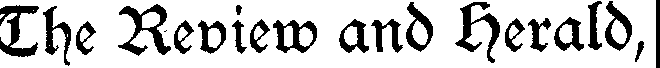 The Review and Herald,